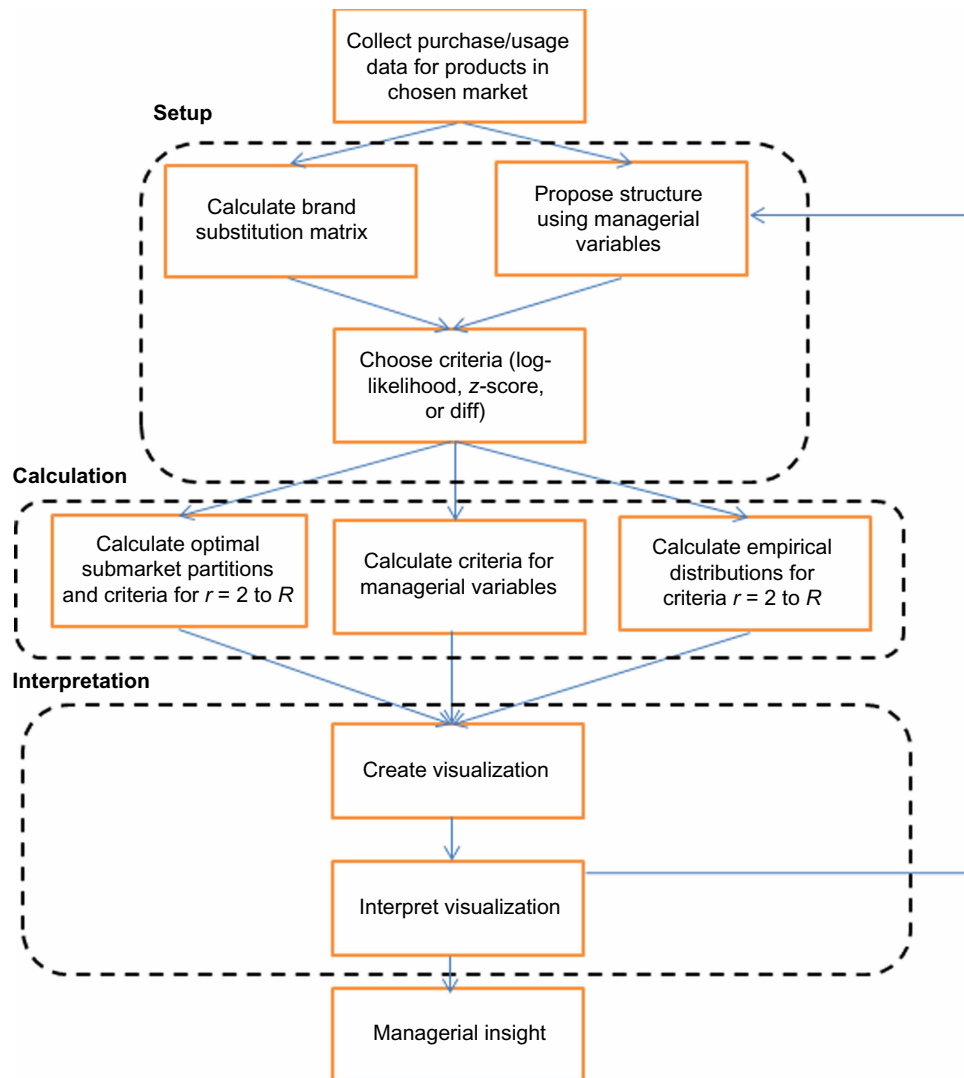 Collect purchase/usage
data for products in
chosen market
Setup
Calculate brand
substitution matrix
Propose structure
using managerial
variables
Choose criteria (log-
likelihood, z-score,
or diff)
Calculation
Calculate optimal
submarket partitions
and criteria for r = 2 to R
Calculate criteria for
managerial variables
Calculate empirical
distributions for
criteria r = 2 to R
Interpretation
Create visualization
Interpret visualization
Managerial insight